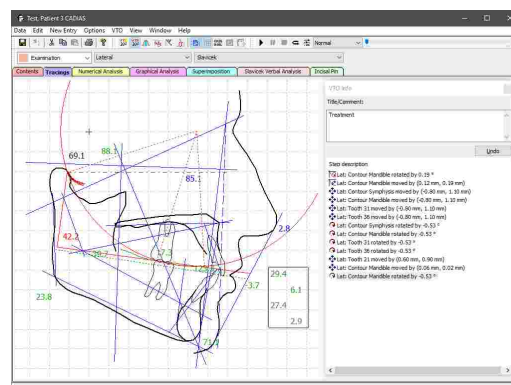 Test, Patient 3 CADIAS
Data Edit New Entry Options VTO View Window Help
Normal
Examination Lateral Slavicek
Contents Tracings Numerical Analysis Graphical Analysis Superimposition Slavicek Verbal Analysis Incisal Pin
VTO Info
Title/Comment:
Treatment
Undo
Step description
Lat: Contour Mandible rotated by 0.19 °
Lat: Contour Mandible moved by (0.12 mm, 0.19 mm)
Lat: Contour Symphysis moved by (-0.80 mm, 1.10 mm)
Lat: Contour Mandible moved by (-0.80 mm, 1.10 mm)
Lat: Tooth 31 moved by (-0.80 mm, 1.10 mm)
Lat: Tooth 36 moved by (-0.80 mm, 1.10 mm)
Lat: Contour Symphysis rotated by -0.53 °
Lat: Contour Mandible rotated by -0.53 °
Lat: Tooth 31 rotated by -0.53 °
Lat: Tooth 36 rotated by -0.53 °
Lat: Tooth 21 moved by (0.60 mm, 0.90 mm)
Lat: Contour Mandible moved by (0.06 mm, 0.02 mm)
Lat: Contour Mandible rotated by -0.53 °
88.1
69.1
85.1
2.8
42.2
-3.7
29.4
6.1
23.8
27.4
2.9